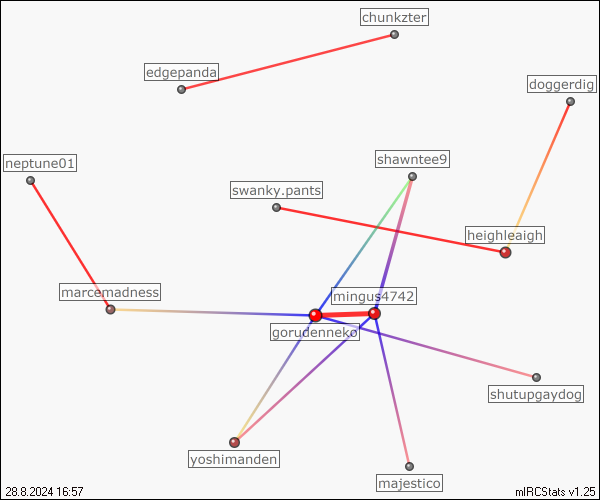 chunkzter
edgepanda
doggerdig
neptune01
shawntee9
swanky.pants
heighleaigh
marcemadness
mingus4742
gorudenneko
shutupgaydog
yoshimanden
majestico
28.8.2024 16:57
mIRCStats v1.25